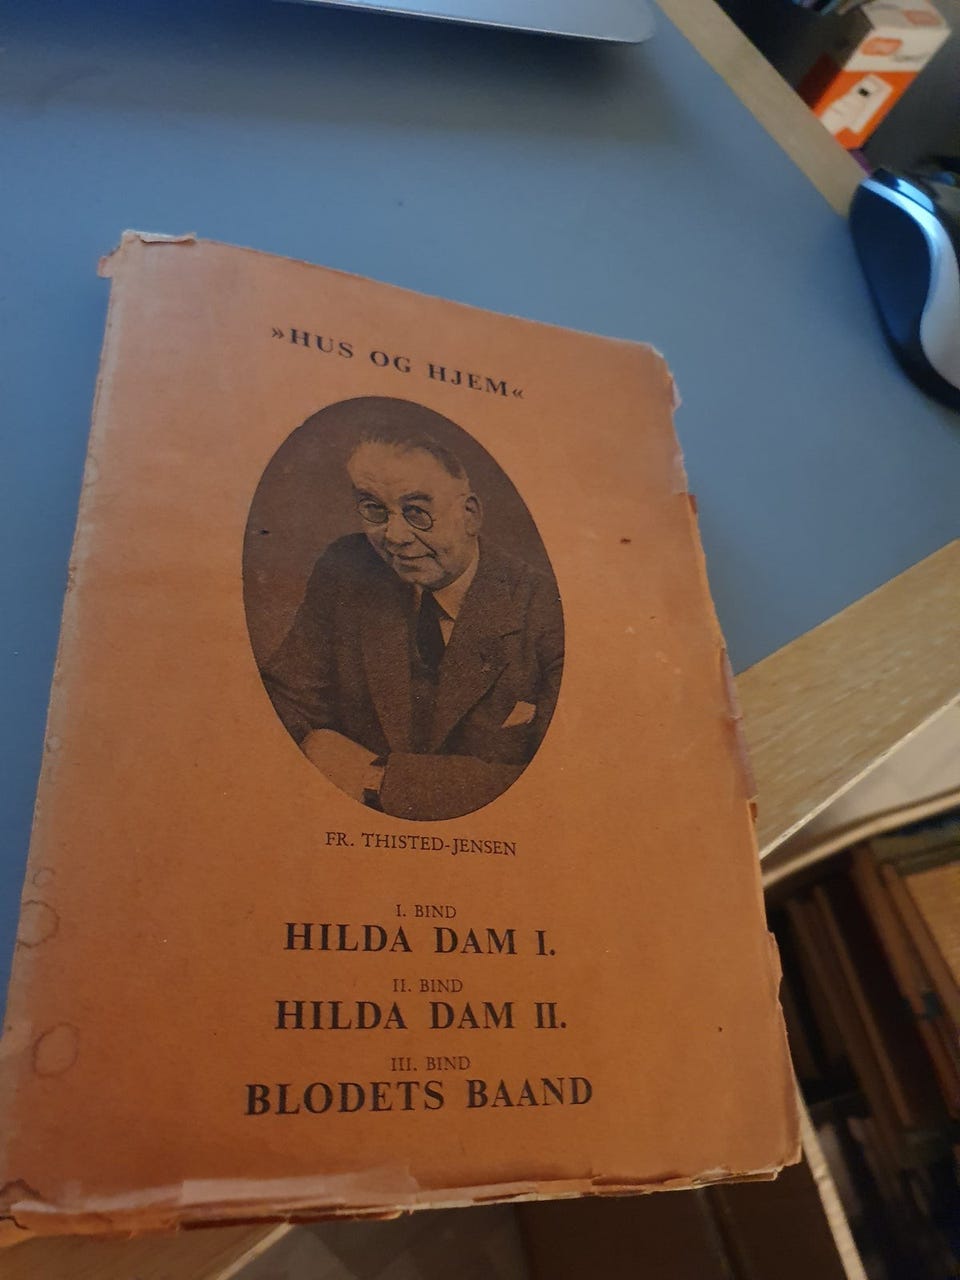 »HUS OG HJEM«
FR. THISTED-JENSEN
I. BIND
HILDA DAM I.
II. BIND
HILDA DAM II.
III. BIND
BLODETS BAAND